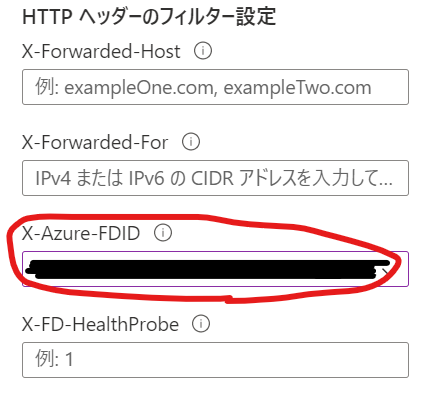 HTTP ヘッダーのフィルター設定
X-Forwarded-Host
例: exampleOne.com, exampleTwo.com
X-Forwarded-For
IPv4 または IPv6 の CIDR アドレスを入力して...
X-Azure-FDID
X-FD-HealthProbe
例: 1